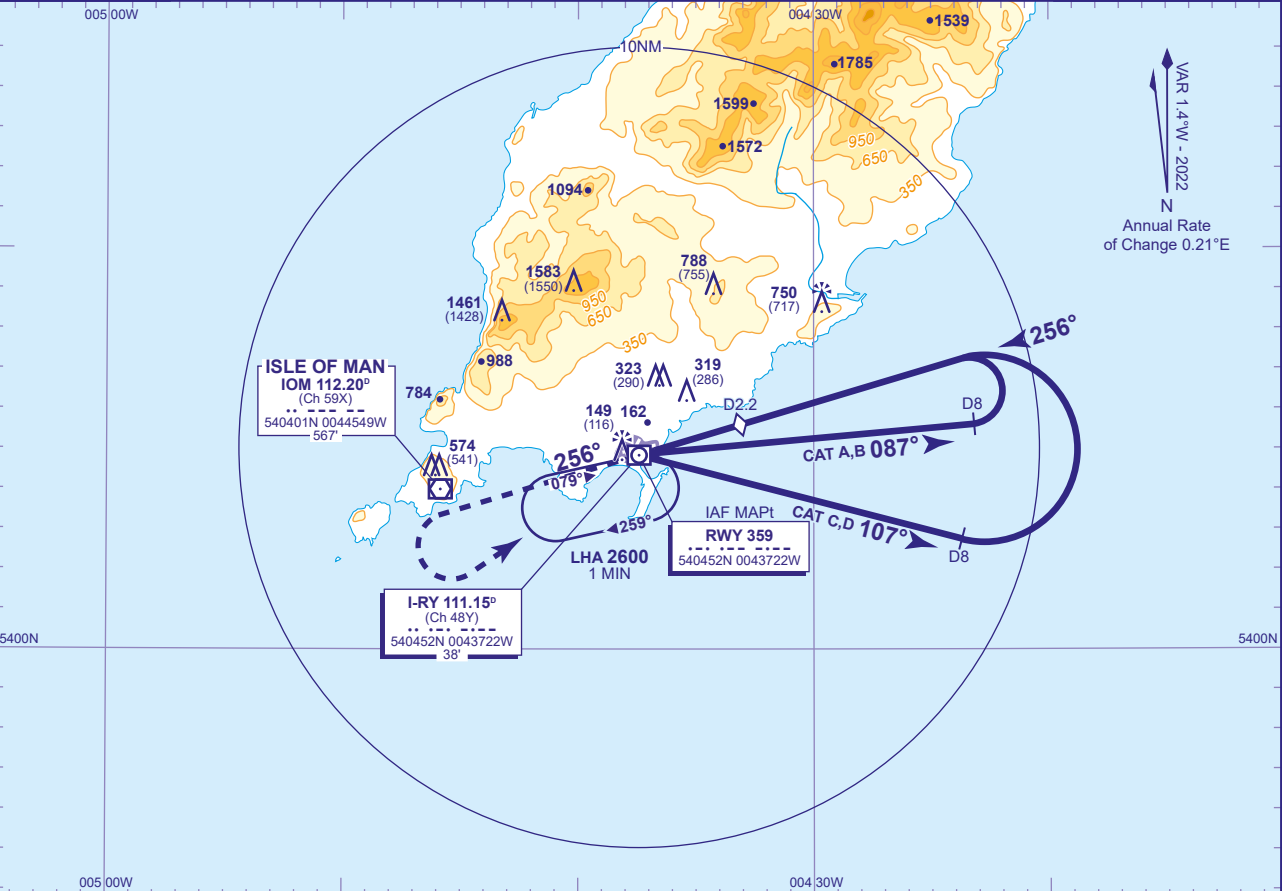 005 00W
004 30W
1539
10NM
1785
VAR 1.4°W - 2022
1599
950
1572
650
350
1094
N
Annual Rate
of Change 0.21°E
1583
(1550)
788
(755)
750
(717)
1461
(1428)
950
650
350
256°
988
ISLE OF MAN
IOM 112.20ᴰ
(Ch 59X)
540401N 0044549W
567'
323
(290)
319
(286)
784
D2.2
D8
149
(116)
162
574
(541)
256°
079°
CAT A,B 087°
259°
IAF MAPt
CAT C,D 107°
D8
RWY 359
540452N 0043722W
LHA 2600
1 MIN
I-RY 111.15ᴰ
(Ch 48Y)
540452N 0043722W
38'
5400N
5400N
005 00W
004 30W